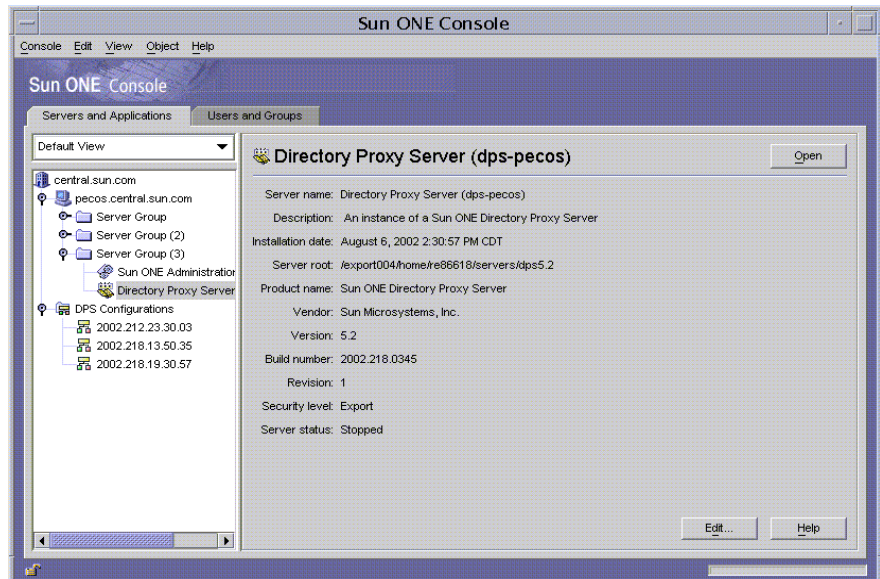 Sun ONE Console
Console Edit View Object Help
Sun ONE Console
Servers and Applications
Users and Groups
Default View
central.sun.com
pecos.central.sun.com
Server Group
Server Group (2)
Server Group (3)
Sun ONE Administration
Directory Proxy Server
DPS Configurations
2002.212.23.30.03
2002.218.13.50.35
2002.218.19.30.57
Directory Proxy Server (dps-pecos)
Open
Server name: Directory Proxy Server (dps-pecos)
Description: An instance of a Sun ONE Directory Proxy Server
Installation date: August 6, 2002 2:30:57 PM CDT
Server root: /export004/home/re86618/servers/dps5.2
Product name: Sun ONE Directory Proxy Server
Vendor: Sun Microsystems, Inc.
Version: 5.2
Build number: 2002.218.0345
Revision: 1
Security level: Export
Server status: Stopped
Edit...
Help